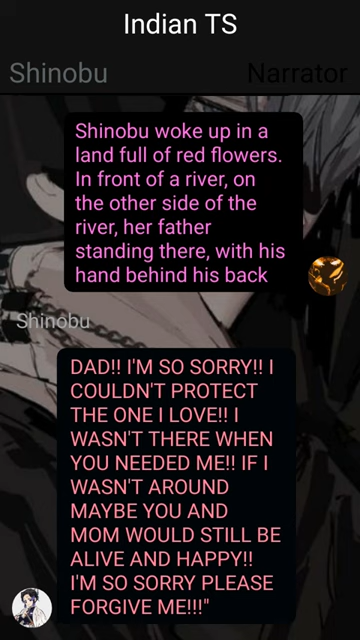 Indian TS
Shinobu
Narrator
Shinobu woke up in a
land full of red flowers.
In front of a river, on
the other side of the
river, her father
standing there, with his
hand behind his back
Shinobu
DAD!! I'M SO SORRY!! I
COULDN'T PROTECT
THE ONE I LOVE!! I
WASN'T THERE WHEN
YOU NEEDED ME!! IF I
WASN'T AROUND
MAYBE YOU AND
MOM WOULD STILL BE
ALIVE AND HAPPY!!
I'M SO SORRY PLEASE
FORGIVE ME!!!"